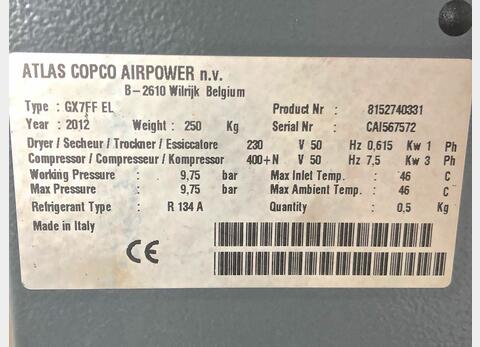 ATLAS COPCO AIRPOWER n.v.
B-2610 Wilrijk Belgium
Type : GX7FF EL Product Nr : 8152740331
Year : 2012 Weight : 250 Kg Serial Nr : CAI567572
Dryer / Secheur / Trockner / Essiccatore 230 V 50 Hz 0,615 Kw 1 Ph
Compressor / Compresseur / Kompressor 400+N V 50 Hz 7,5 Kw 3 Ph
Working Pressure : 9,75 bar Max Inlet Temp. : 46 C
Max Pressure : 9,75 bar Max Ambient Temp. : 46 C
Refrigerant Type : R 134 A Quantity : 0,5 Kg
Made in Italy
CE